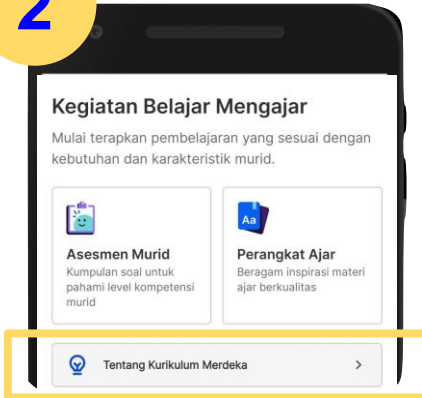 2
Kegiatan Belajar Mengajar
Mulai terapkan pembelajaran yang sesuai dengan
kebutuhan dan karakteristik murid.
Asesmen Murid
Kumpulan soal untuk
pahami level kompetensi
murid
Aa
Perangkat Ajar
Beragam inspirasi materi
ajar berkualitas
Tentang Kurikulum Merdeka